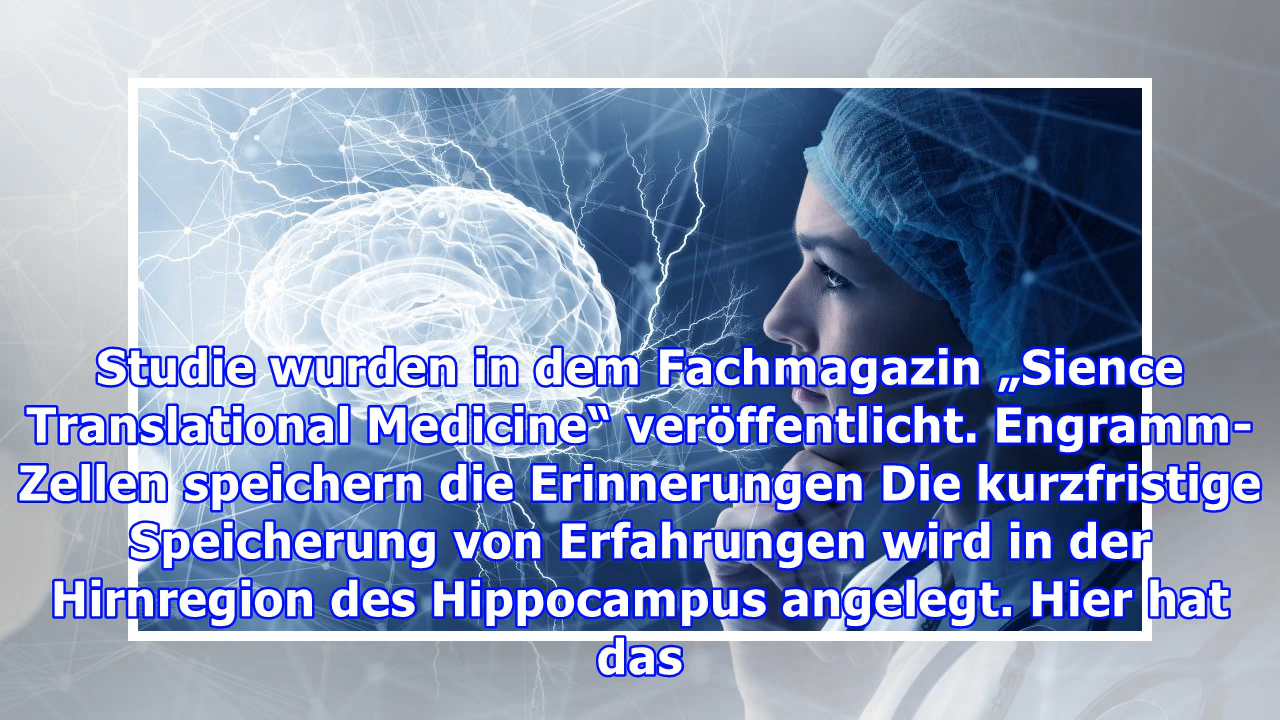 Studie wurden in dem Fachmagazin „Sience
Translational Medicine“ veröffentlicht. Engramm-
Zellen speichern die Erinnerungen Die kurzfristige
Speicherung von Erfahrungen wird in der
Hirnregion des Hippocampus angelegt. Hier hat
das